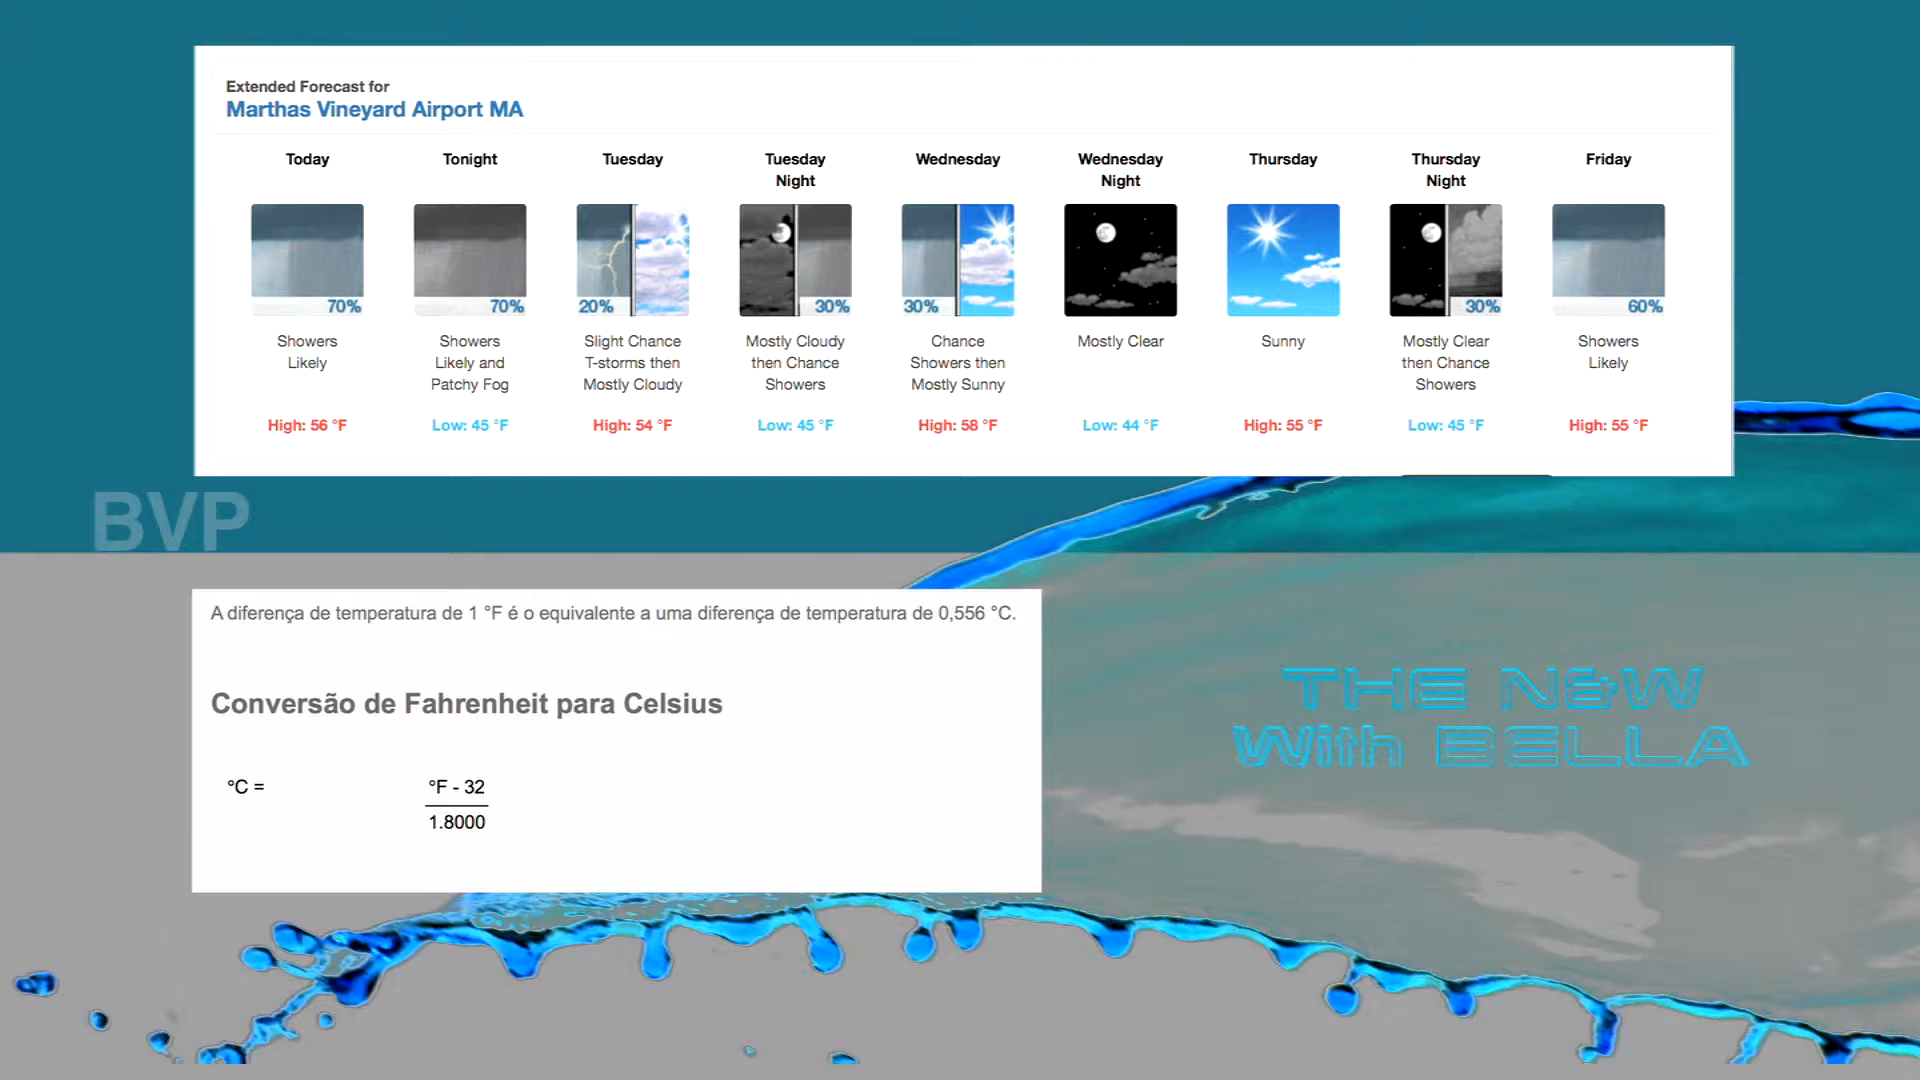 Extended Forecast for
Marthas Vineyard Airport MA
Today
Tonight
Tuesday
Tuesday
Night
Wednesday
Wednesday
Night
Thursday
Thursday
Night
Friday
70%
70%
20%
30%
30%
30%
60%
Showers
Likely
Showers
Likely and
Patchy Fog
Slight Chance
T-storms then
Mostly Cloudy
Mostly Cloudy
then Chance
Showers
Chance
Showers then
Mostly Sunny
Mostly Clear
Sunny
Mostly Clear
then Chance
Showers
Showers
Likely
High: 56 °F
Low: 45 °F
High: 54 °F
Low: 45 °F
High: 58 °F
Low: 44 °F
High: 55 °F
Low: 45 °F
High: 55 °F
BVP
A diferença de temperatura de 1 °F é o equivalente a uma diferença de temperatura de 0,556 °C.
Conversão de Fahrenheit para Celsius
°C =
°F - 32
1.8000
THE N&W
With BELLA